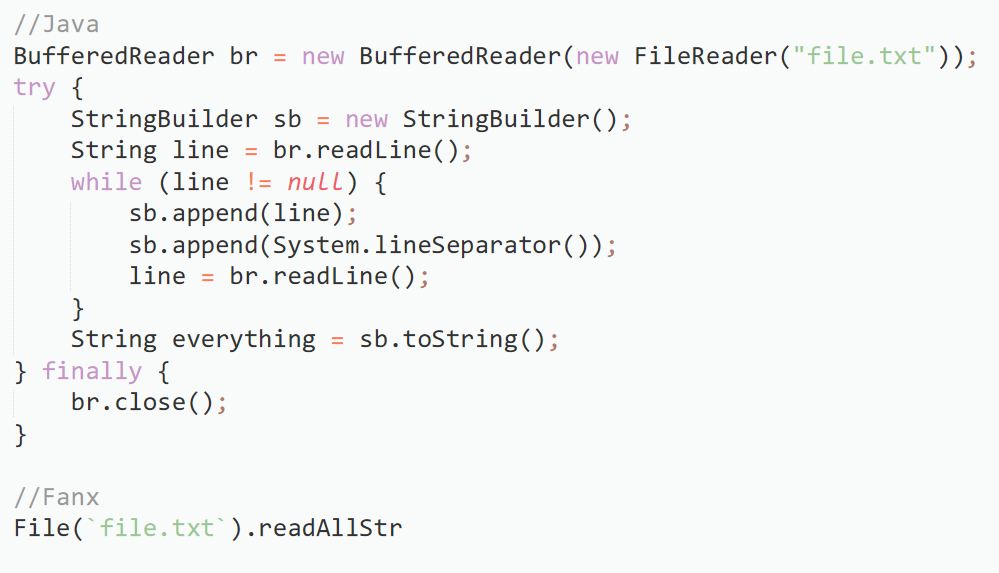 //Java
BufferedReader br = new BufferedReader(new FileReader("file.txt"));
try {
    StringBuilder sb = new StringBuilder();
    String line = br.readLine();
    while (line != null) {
        sb.append(line);
        sb.append(System.lineSeparator());
        line = br.readLine();
    }
    String everything = sb.toString();
} finally {
    br.close();
}

//Fanx
File(`file.txt`).readAllStr